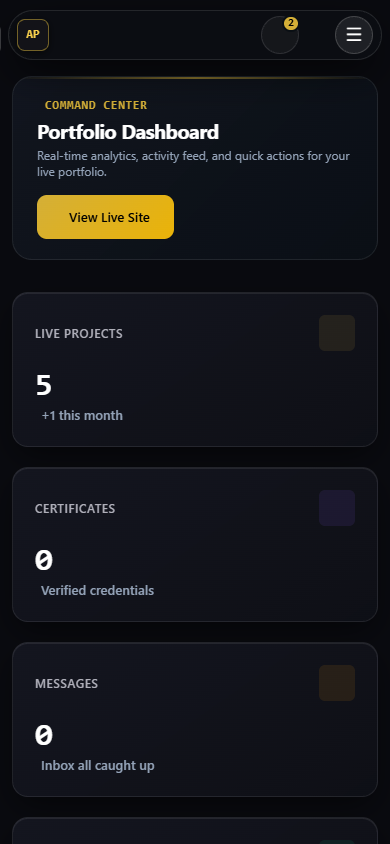 AP
2
COMMAND CENTER
Portfolio Dashboard
Real-time analytics, activity feed, and quick actions for your
live portfolio.
View Live Site
LIVE PROJECTS
5
+1 this month
CERTIFICATES
0
Verified credentials
MESSAGES
0
Inbox all caught up